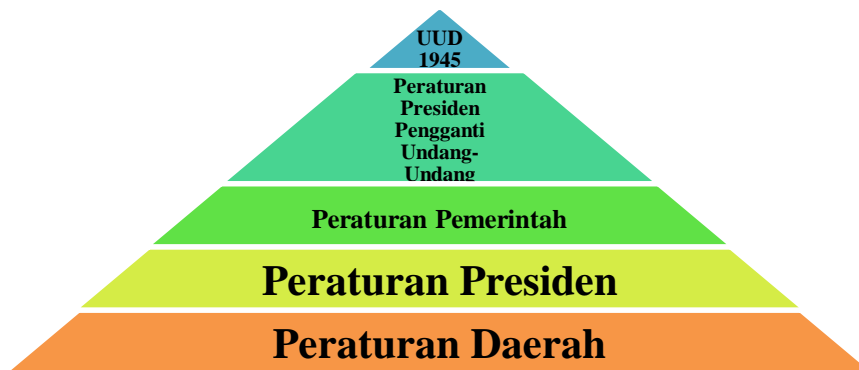 UUD
1945
Peraturan
Presiden
Pengganti
Undang-
Undang
Peraturan Pemerintah
Peraturan Presiden
Peraturan Daerah